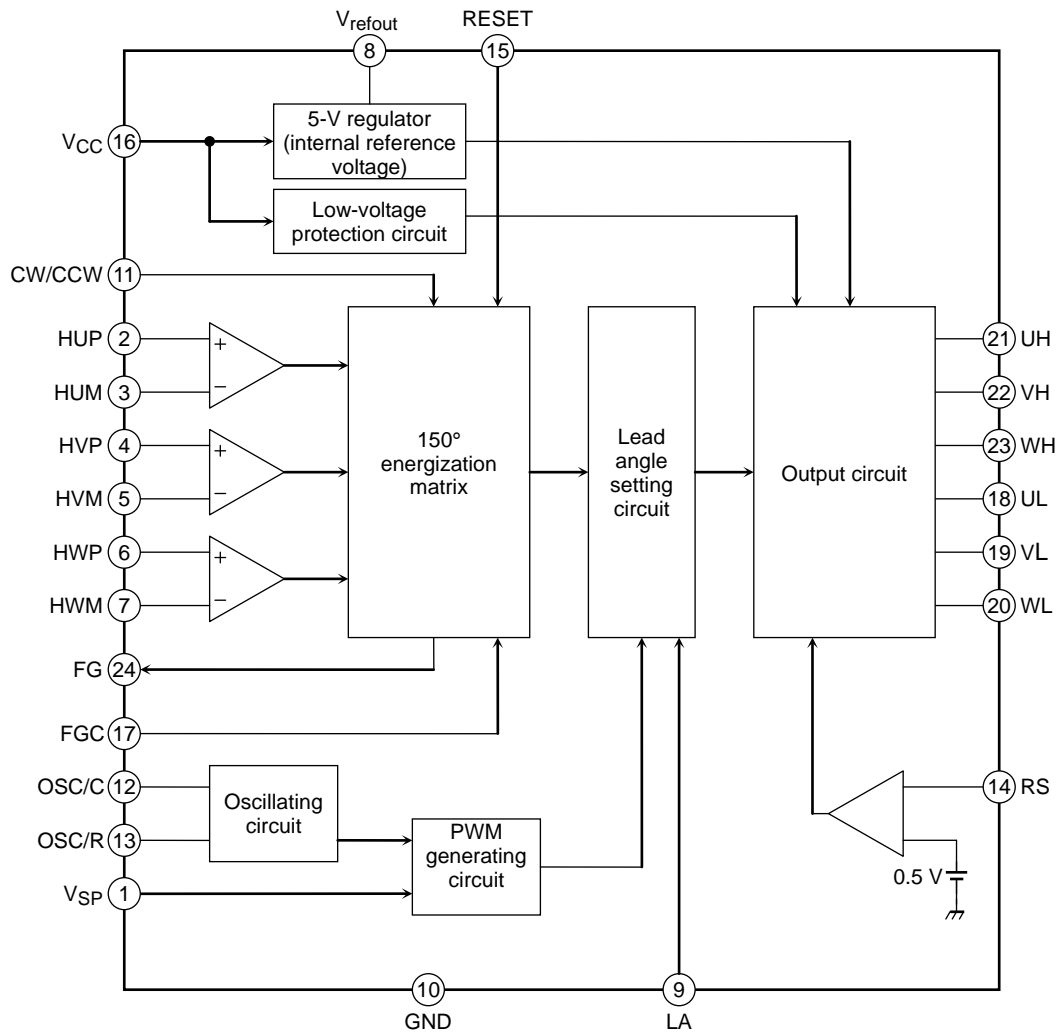 Vrefout
RESET
8
15
5-V regulator
(internal reference
voltage)
VCC 16
Low-voltage
protection circuit
CW/CCW 11
HUP 2
+
HUM 3
−
HVP 4
+
HVM 5
−
HWP 6
+
HWM 7
−
150°
energization
matrix
Lead
angle
setting
circuit
Output circuit
21 UH
22 VH
23 WH
18 UL
19 VL
20 WL
FG 24
FGC 17
OSC/C 12
OSC/R 13
Oscillating
circuit
VSP 1
PWM
generating
circuit
14 RS
0.5 V
10
GND
9
LA